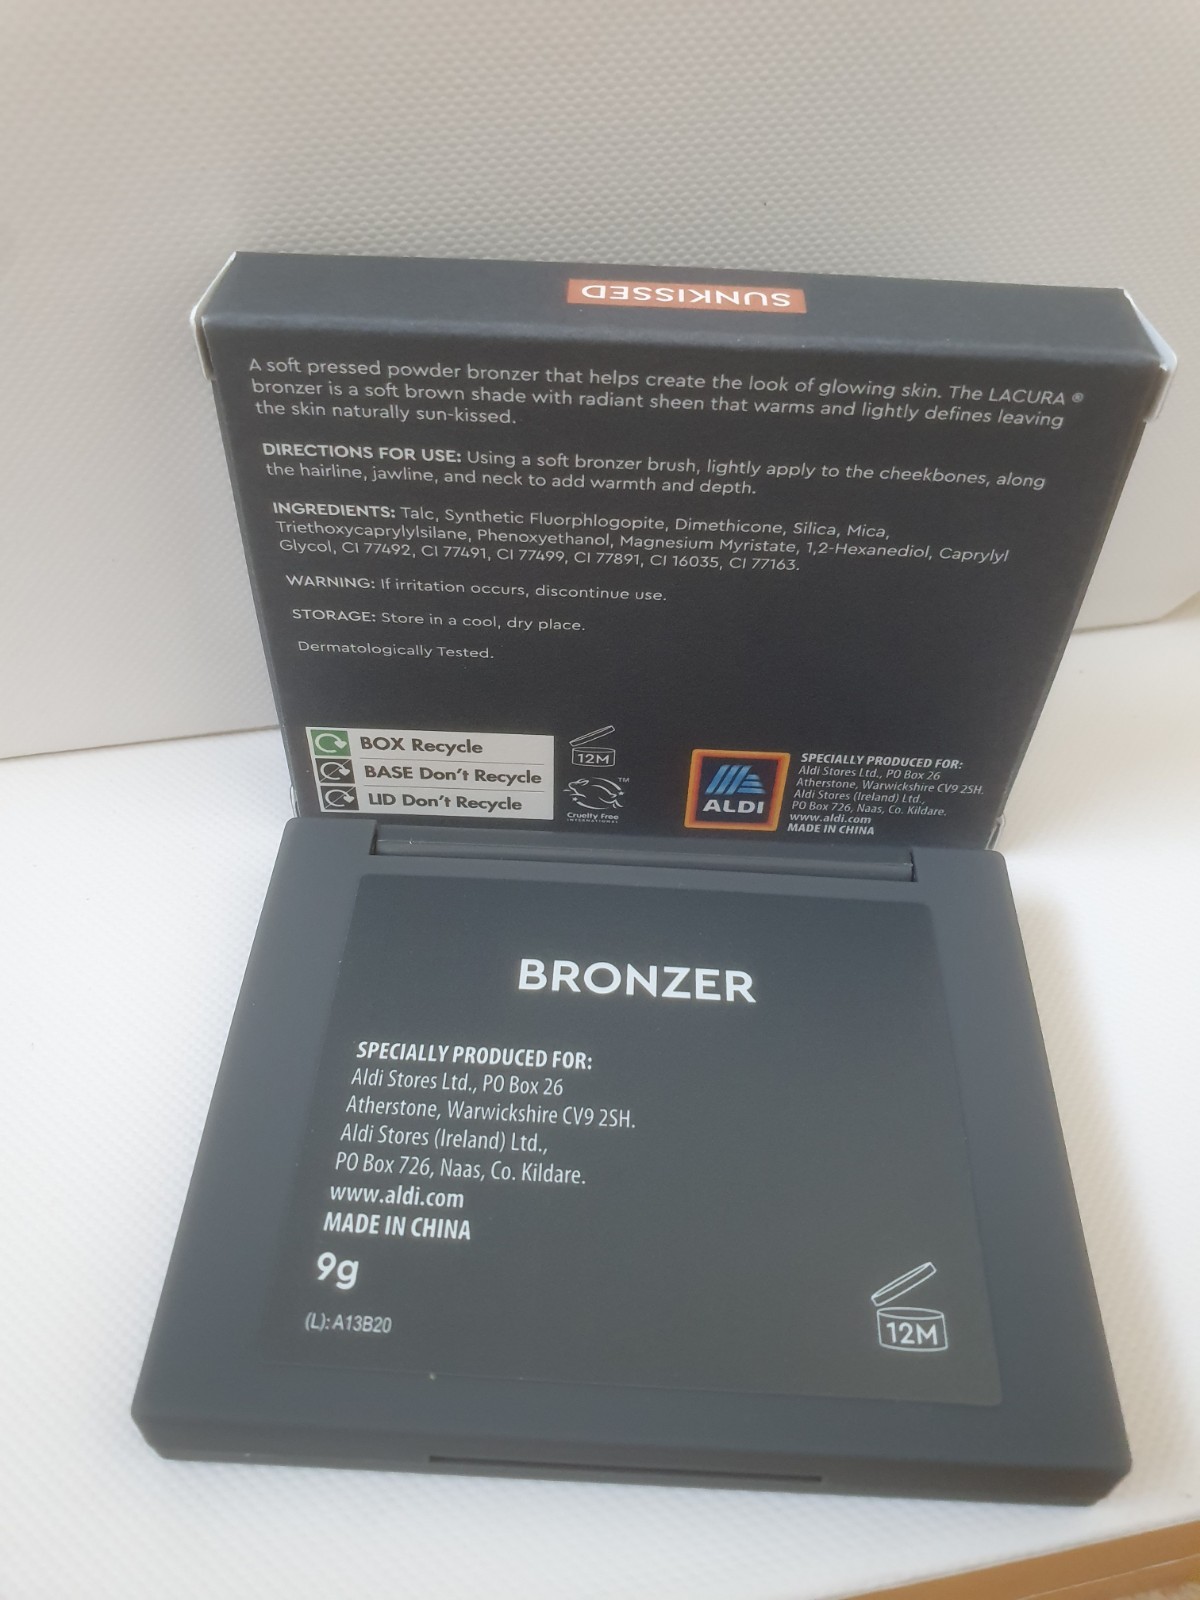 SUNKISSED
A soft pressed powder bronzer that helps create the look of glowing skin. The LACURA ®
bronzer is a soft brown shade with radiant sheen that warms and lightly defines leaving
the skin naturally sun-kissed.
DIRECTIONS FOR USE: Using a soft bronzer brush, lightly apply to the cheekbones, along
the hairline, jawline, and neck to add warmth and depth.
INGREDIENTS: Talc, Synthetic Fluorphlogopite, Dimethicone, Silica, Mica,
Triethoxycaprylylsilane, Phenoxyethanol, Magnesium Myristate, 1,2-Hexanediol, Caprylyl
Glycol, CI 77492, CI 77491, CI 77499, CI 77891, CI 16035, CI 77163.
WARNING: If irritation occurs, discontinue use.
STORAGE: Store in a cool, dry place.
Dermatologically Tested.
BOX Recycle
BASE Don't Recycle
LID Don't Recycle
12M
TM
Cruelty Free
INTERNATIONAL
ALDI
SPECIALLY PRODUCED FOR:
Aldi Stores Ltd., PO Box 26
Atherstone, Warwickshire CV9 2SH.
Aldi Stores (Ireland) Ltd.,
PO Box 726, Naas, Co. Kildare.
www.aldi.com
MADE IN CHINA
BRONZER
SPECIALLY PRODUCED FOR:
Aldi Stores Ltd., PO Box 26
Atherstone, Warwickshire CV9 2SH.
Aldi Stores (Ireland) Ltd.,
PO Box 726, Naas, Co. Kildare.
www.aldi.com
MADE IN CHINA
9g
(L): A13B20
12M